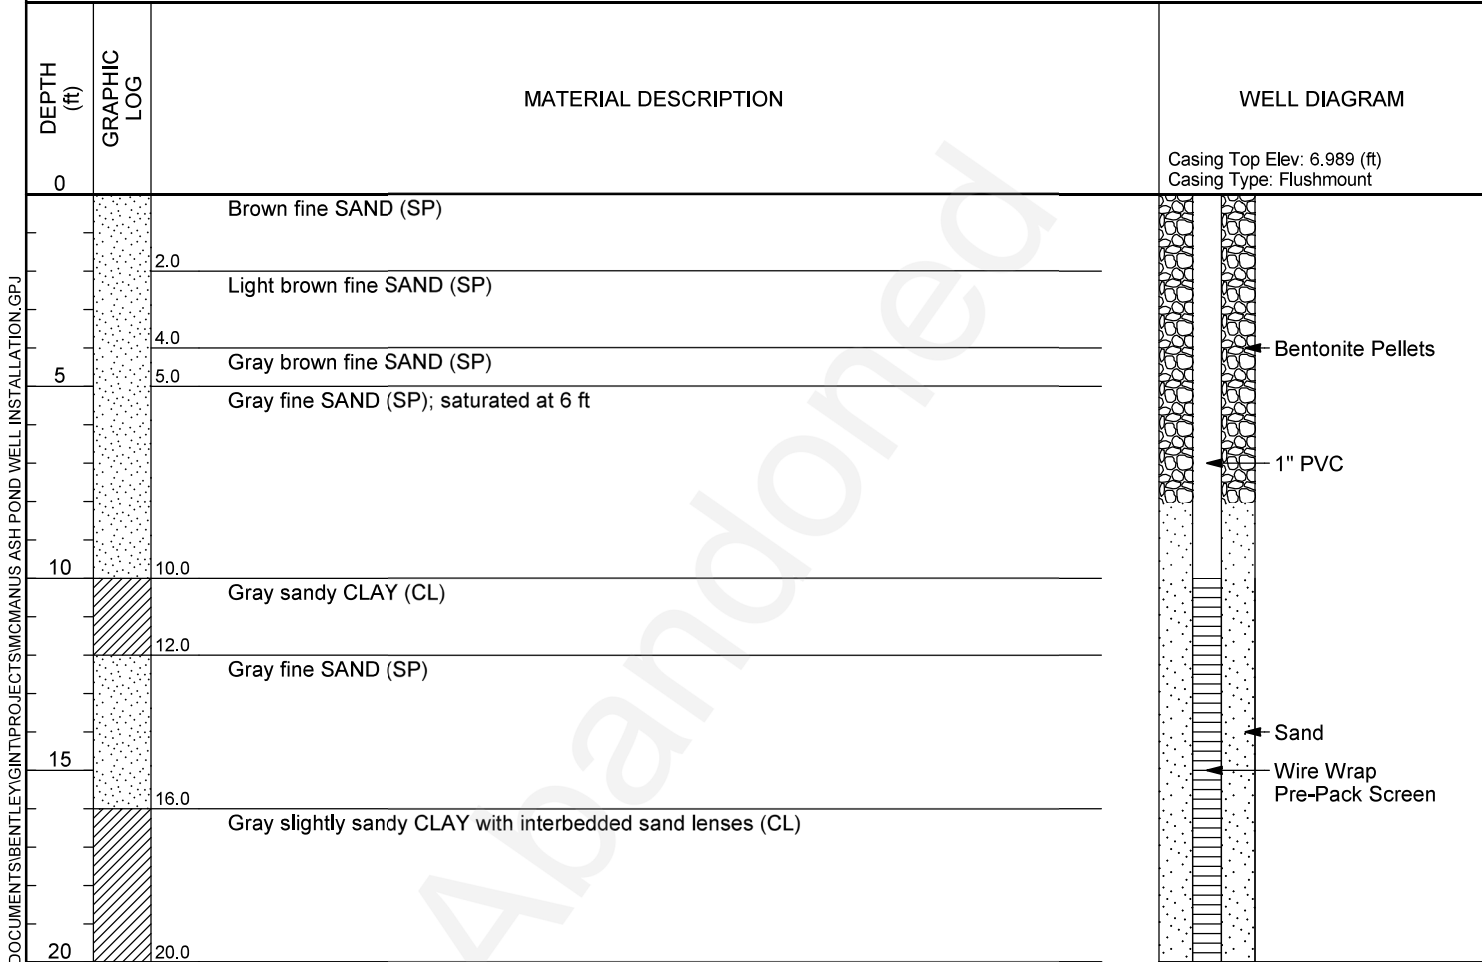 DEPTH
(ft)
GRAPHIC
LOG
MATERIAL DESCRIPTION
WELL DIAGRAM
Casing Top Elev: 6.989 (ft)
Casing Type: Flushmount
0
Brown fine SAND (SP)
2.0
Light brown fine SAND (SP)
4.0
Gray brown fine SAND (SP)
Bentonite Pellets
5
5.0
Gray fine SAND (SP); saturated at 6 ft
1" PVC
10
10.0
Gray sandy CLAY (CL)
12.0
Gray fine SAND (SP)
Sand
15
Wire Wrap
Pre-Pack Screen
16.0
Gray slightly sandy CLAY with interbedded sand lenses (CL)
20
20.0
DOCUMENTS\BENTLEY\GINT\PROJECTS\MCMANUS ASH POND WELL INSTALLATION.GPJ
Abandoned